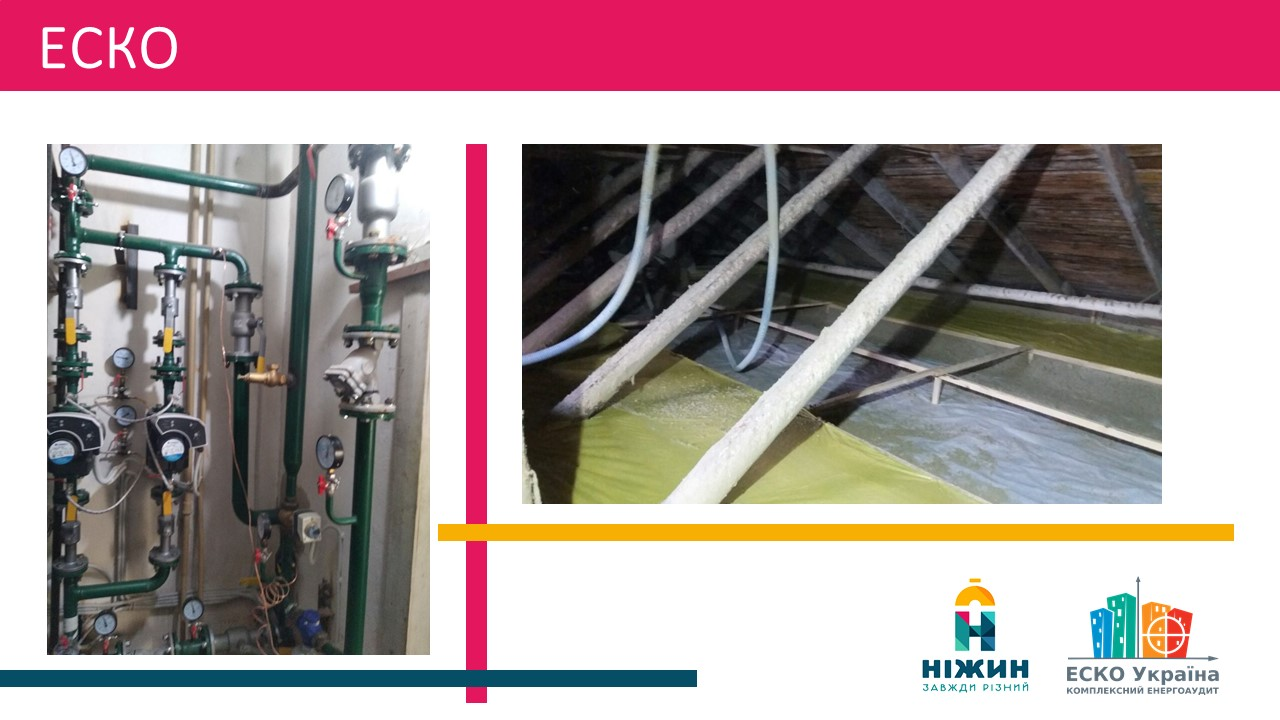 ЕСКО
НІЖИН
ЗАВЖДИ РІЗНИЙ
ЕСКО Україна
КОМПЛЕКСНИЙ ЕНЕРГОАУДИТ